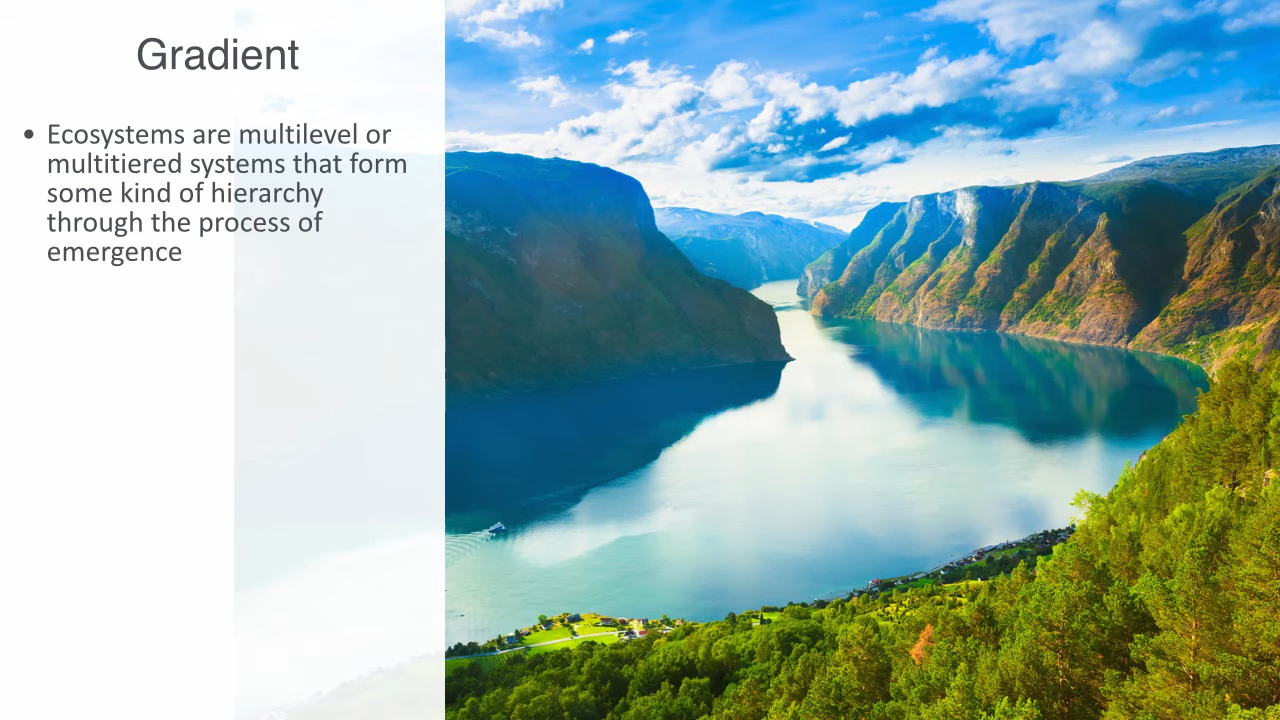 Gradient
• Ecosystems are multilevel or
multitiered systems that form
some kind of hierarchy
through the process of
emergence